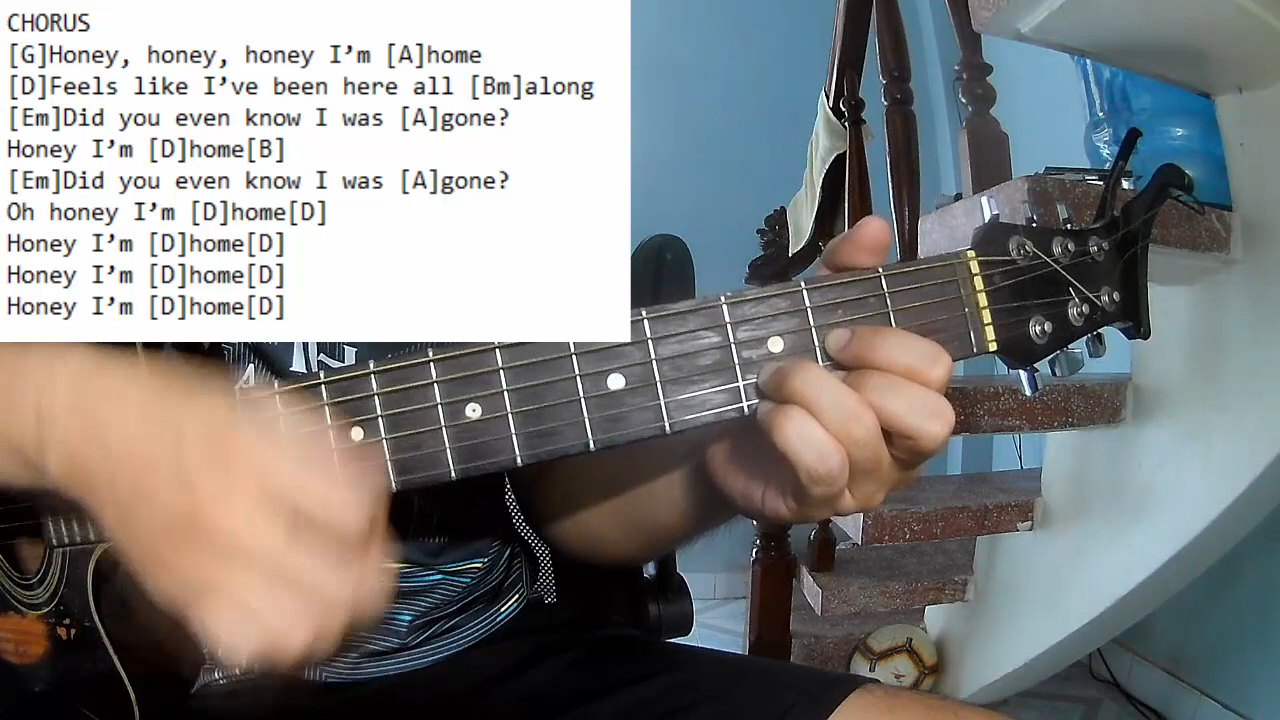 CHORUS
[G]Honey, honey, honey I’m [A]home
[D]Feels like I’ve been here all [Bm]along
[Em]Did you even know I was [A]gone?
Honey I’m [D]home[B]
[Em]Did you even know I was [A]gone?
Oh honey I’m [D]home[D]
Honey I’m [D]home[D]
Honey I’m [D]home[D]
Honey I’m [D]home[D]